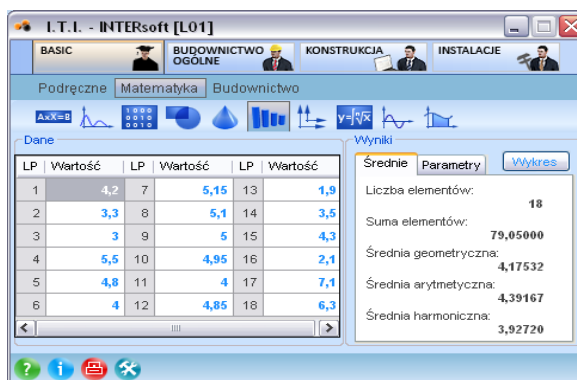 I.T.I. - INTERsoft [L01]
BASIC
BUDOWNICTWO OGÓLNE
KONSTRUKCJA
INSTALACJE
Podręczne Matematyka Budownictwo
AxX=B
1000
0010
y=∛√x
Dane
LP Wartość LP Wartość LP Wartość
1 4,2 7 5,15 13 1,9
2 3,3 8 5,1 14 3,5
3 3 9 5 15 4,3
4 5,5 10 4,95 16 2,1
5 4,8 11 4 17 7,1
6 4 12 4,85 18 6,3
Wyniki
Średnie Parametry Wykres
Liczba elementów:
18
Suma elementów:
79,05000
Średnia geometryczna:
4,17532
Średnia arytmetyczna:
4,39167
Średnia harmoniczna:
3,92720